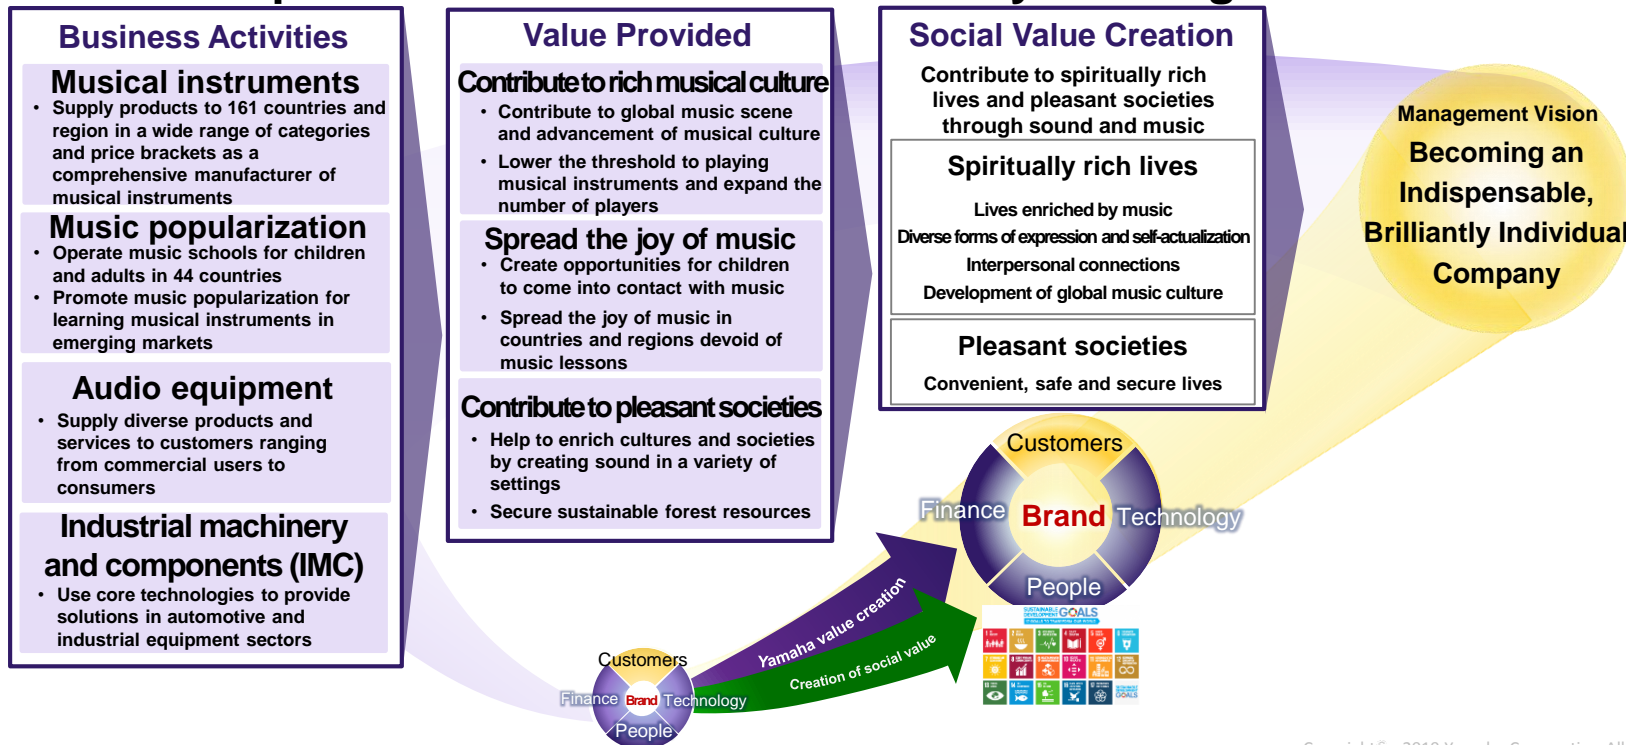 Business Activities
Musical instruments
• Supply products to 161 countries and
region in a wide range of categories
and price brackets as a
comprehensive manufacturer of
musical instruments
Music popularization
• Operate music schools for children
and adults in 44 countries
• Promote music popularization for
learning musical instruments in
emerging markets
Audio equipment
• Supply diverse products and
services to customers ranging
from commercial users to
consumers
Industrial machinery
and components (IMC)
• Use core technologies to provide
solutions in automotive and
industrial equipment sectors
Value Provided
Contribute to rich musical culture
• Contribute to global music scene
and advancement of musical culture
• Lower the threshold to playing
musical instruments and expand the
number of players
Spread the joy of music
• Create opportunities for children
to come into contact with music
• Spread the joy of music in
countries and regions devoid of
music lessons
Contribute to pleasant societies
• Help to enrich cultures and societies
by creating sound in a variety of
settings
• Secure sustainable forest resources
Social Value Creation
Contribute to spiritually rich
lives and pleasant societies
through sound and music
Spiritually rich lives
Lives enriched by music
Diverse forms of expression and self-actualization
Interpersonal connections
Development of global music culture
Pleasant societies
Convenient, safe and secure lives
Management Vision
Becoming an
Indispensable,
Brilliantly Individual
Company
Customers
Finance
Brand
Technology
People
Yamaha value creation
Creation of social value
Customers
Finance
Brand
Technology
People
SUSTAINABLE
DEVELOPMENT
GOALS
GOALS